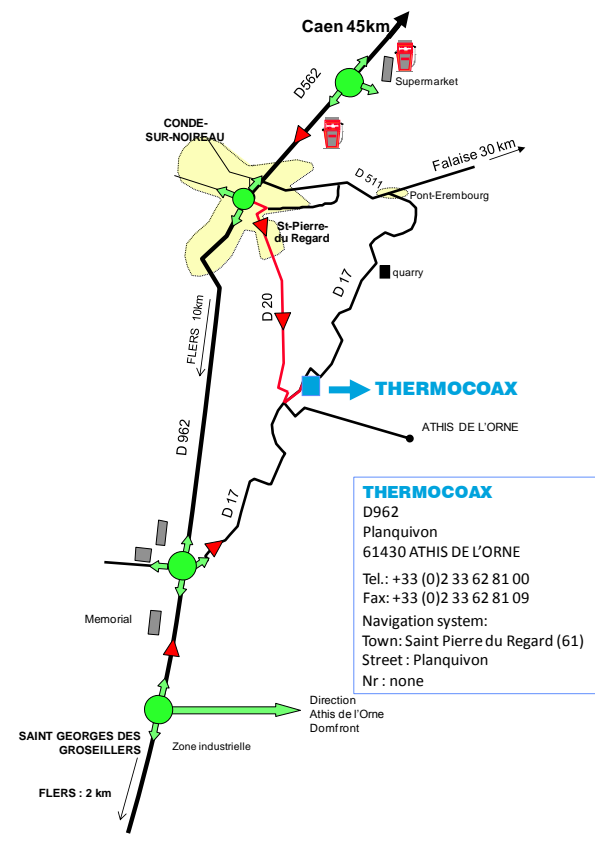 Caen 45km
D562
Supermarket
CONDE-
SUR-NOIREAU
Falaise 30 km
D 511
Pont-Erembourg
St-Pierre-
du Regard
D 17
quarry
D 20
FLERS 10km
THERMOCOAX
ATHIS DE L'ORNE
D 962
D 17
THERMOCOAX
D962
Planquivon
61430 ATHIS DE L'ORNE
Tel.: +33 (0)2 33 62 81 00
Fax: +33 (0)2 33 62 81 09
Navigation system:
Town: Saint Pierre du Regard (61)
Street : Planquivon
Nr : none
Memorial
Direction
Athis de l'Orne
Domfront
SAINT GEORGES DES
GROSEILLERS
Zone industrielle
FLERS : 2 km